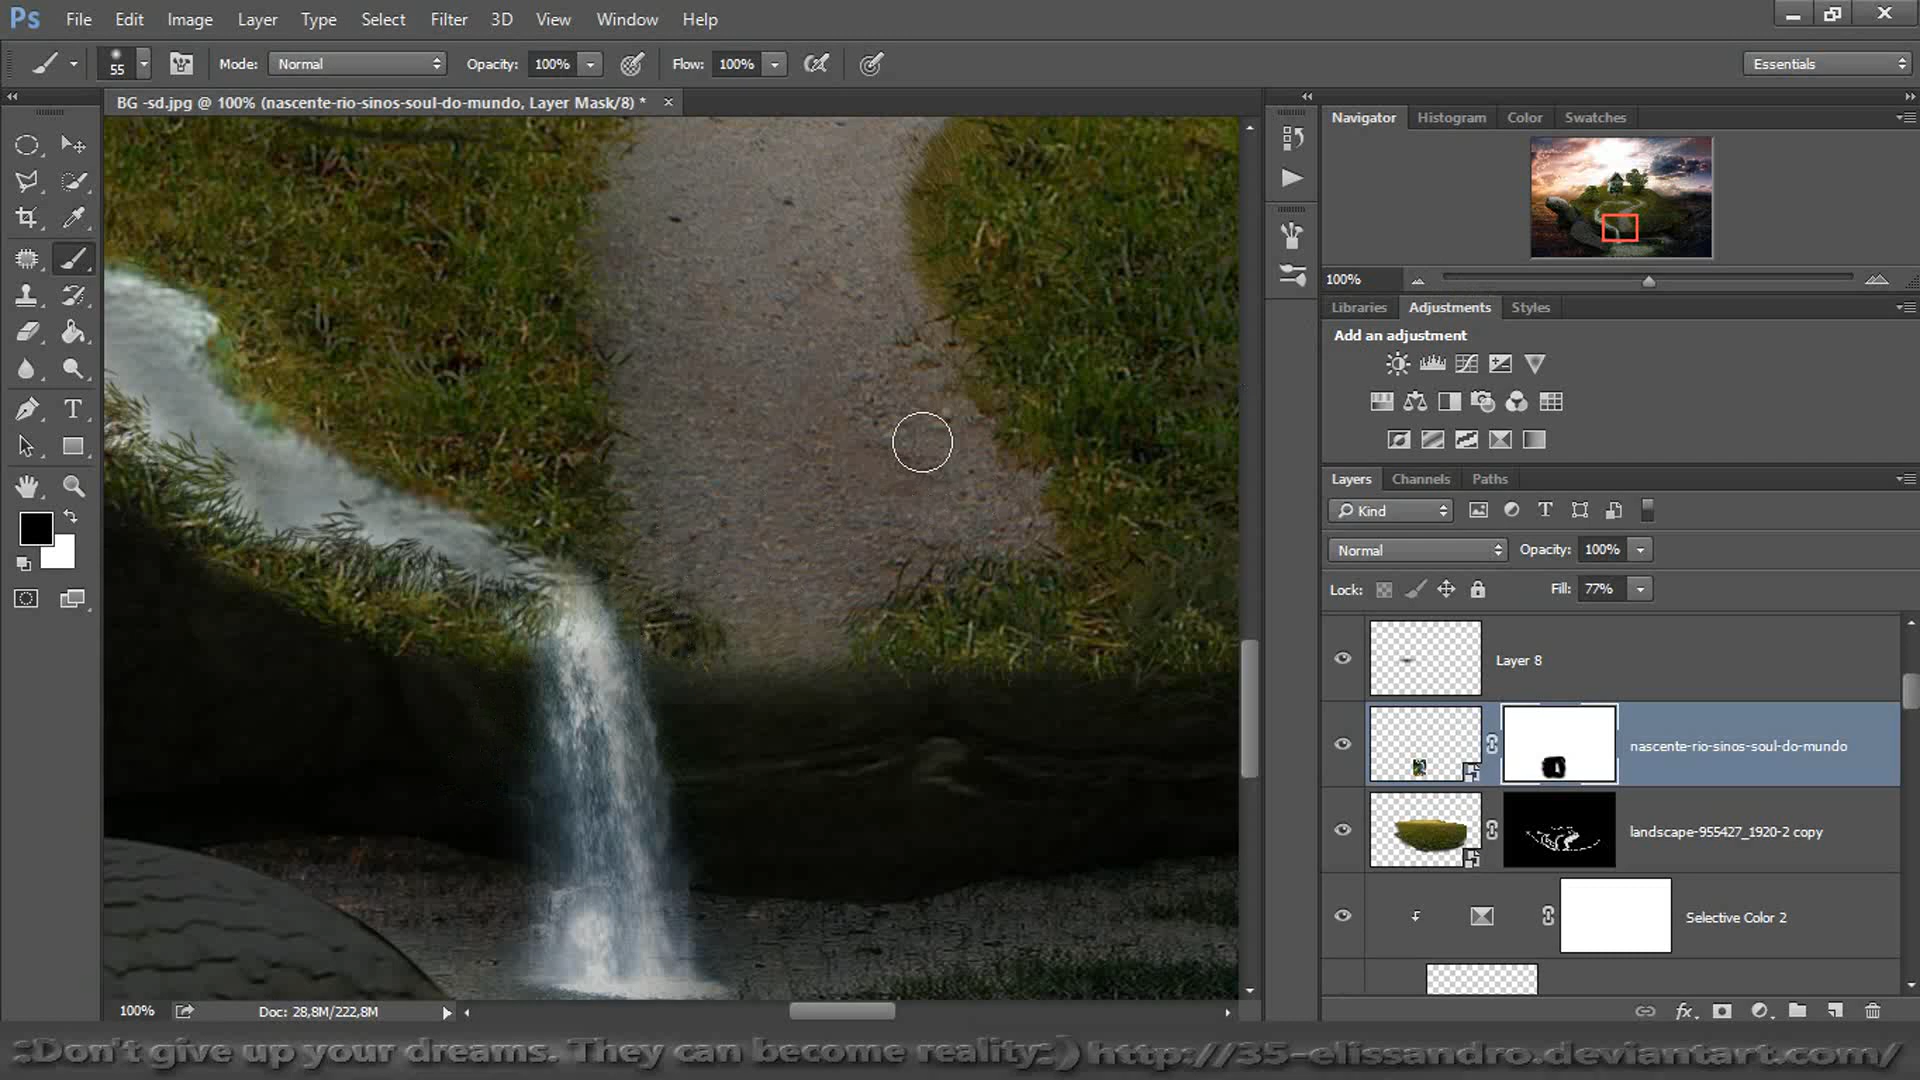 Ps File Edit Image Layer Type Select Filter 3D View Window Help
55 Mode: Normal Opacity: 100% Flow: 100% Essentials
BG -sd.jpg @ 100% (nascente-rio-sinos-soul-do-mundo, Layer Mask/8) *
Navigator Histogram Color Swatches
100%
Libraries Adjustments Styles
Add an adjustment
Layers Channels Paths
Kind
Normal Opacity: 100%
Lock: Fill: 77%
Layer 8
nascente-rio-sinos-soul-do-mundo
landscape-955427_1920-2 copy
Selective Color 2
100% Doc: 28,8M/222,8M
.:Don't give up your dreams. They can become reality:.) http://35-elissandro.deviantart.com/